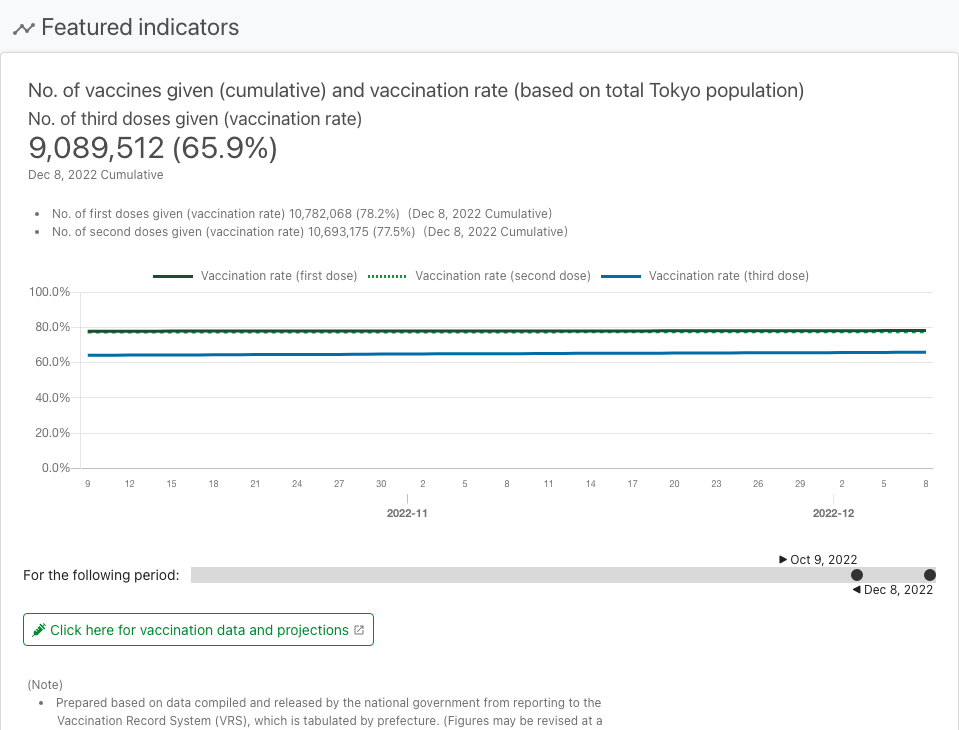 Featured indicators
No. of vaccines given (cumulative) and vaccination rate (based on total Tokyo population)
No. of third doses given (vaccination rate)
9,089,512 (65.9%)
Dec 8, 2022 Cumulative
• No. of first doses given (vaccination rate) 10,782,068 (78.2%) (Dec 8, 2022 Cumulative)
• No. of second doses given (vaccination rate) 10,693,175 (77.5%) (Dec 8, 2022 Cumulative)
Vaccination rate (first dose) Vaccination rate (second dose) Vaccination rate (third dose)
100.0%
80.0%
60.0%
40.0%
20.0%
0.0%
9 12 15 18 21 24 27 30 2 5 8 11 14 17 20 23 26 29 2 5 8
2022-11 2022-12
Oct 9, 2022
For the following period:
Dec 8, 2022
Click here for vaccination data and projections
(Note)
• Prepared based on data compiled and released by the national government from reporting to the
Vaccination Record System (VRS), which is tabulated by prefecture. (Figures may be revised at a